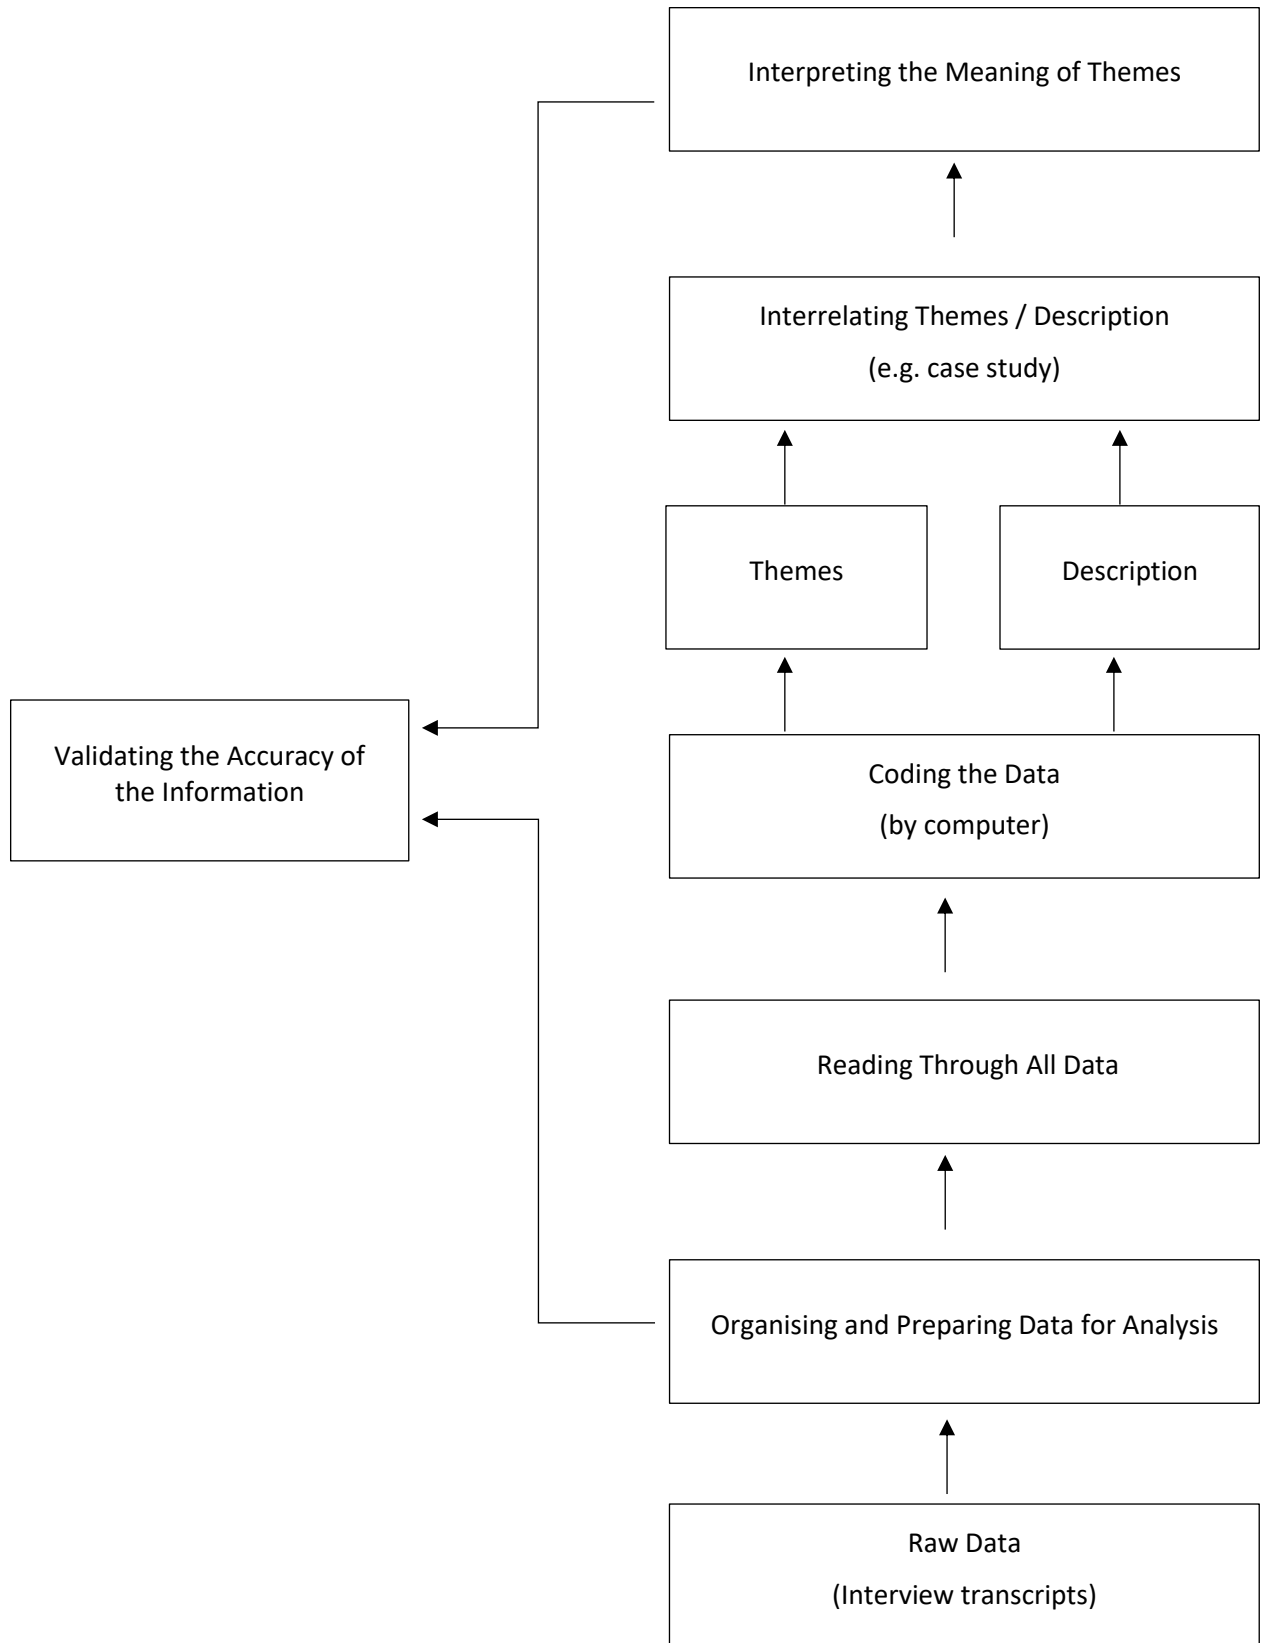 Interpreting the Meaning of Themes
Interrelating Themes / Description
(e.g. case study)
Themes
Description
Validating the Accuracy of
the Information
Coding the Data
(by computer)
Reading Through All Data
Organising and Preparing Data for Analysis
Raw Data
(Interview transcripts)